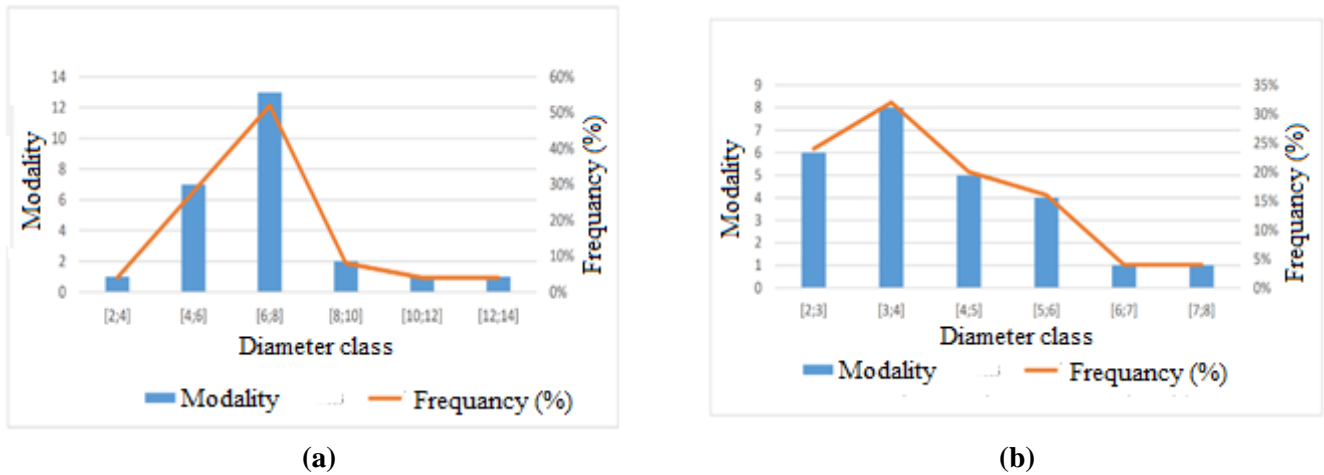 14
12
10
8
6
4
2
0
60%
50%
40%
30%
20%
10%
0%
Modality
Frequancy (%)
[2;4] [4;6] [6;8] [8;10] [10;12] [12;14]
Diameter class
Modality Frequancy (%)
(a)
9
8
7
6
5
4
3
2
1
0
35%
30%
25%
20%
15%
10%
5%
0%
Modality
Frequancy (%)
[2;3] [3;4] [4;5] [5;6] [6;7] [7;8]
Diameter class
Modality Frequancy (%)
(b)